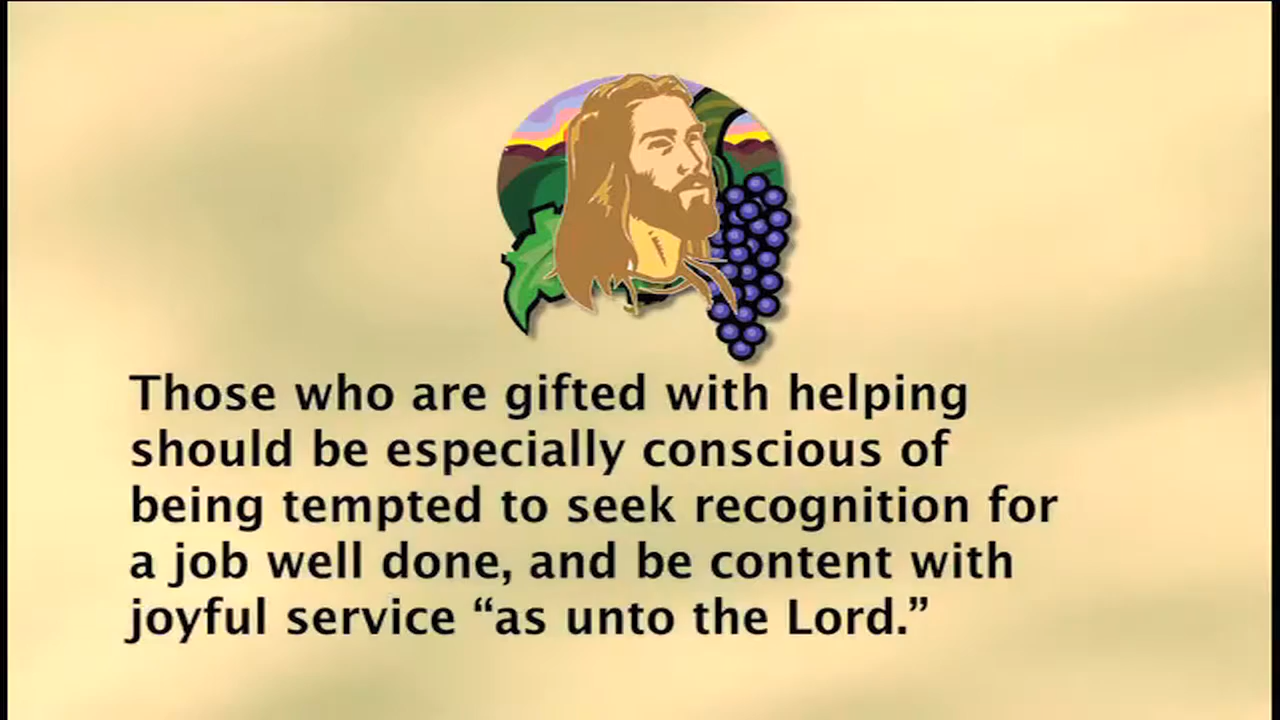 Those who are gifted with helping
should be especially conscious of
being tempted to seek recognition for
a job well done, and be content with
joyful service “as unto the Lord.”